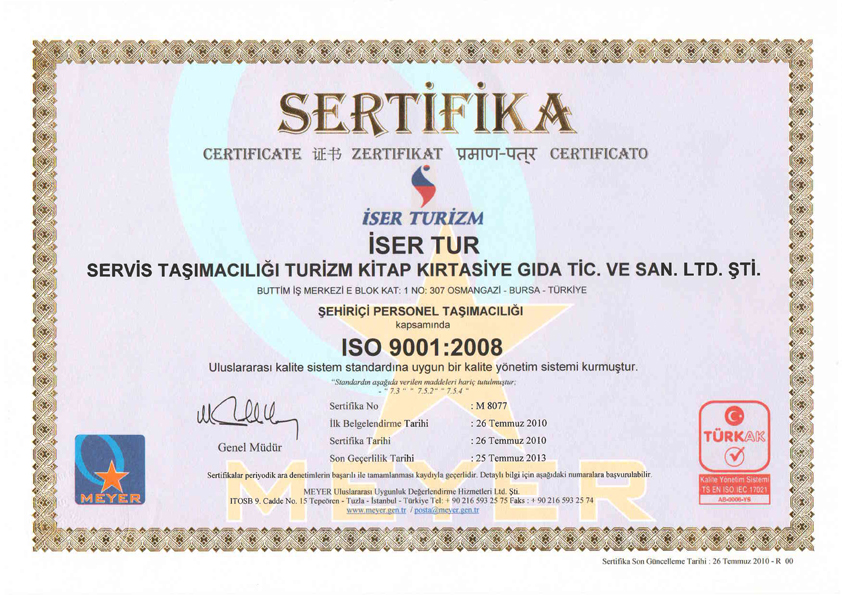 SERTİFİKA
CERTIFICATE 证书 ZERTIFIKAT प्रमाण-पत्र CERTIFICATO
İSER TURİZM
İSER TUR
SERVİS TAŞIMACILIĞI TURİZM KİTAP KIRTASİYE GIDA TİC. VE SAN. LTD. ŞTİ.
BUTTİM İŞ MERKEZİ E BLOK KAT: 1 NO: 307 OSMANGAZİ - BURSA - TÜRKİYE
ŞEHİRİÇİ PERSONEL TAŞIMACILIĞI
kapsamında
ISO 9001:2008
Uluslararası kalite sistem standardına uygun bir kalite yönetim sistemi kurmuştur.
"Standardın aşağıda verilen maddeleri hariç tutulmuştur;
- " 7.3 " " 7.5.2" " 7.5.4 "
Sertifika No : M 8077
İlk Belgelendirme Tarihi : 26 Temmuz 2010
Sertifika Tarihi : 26 Temmuz 2010
Son Geçerlilik Tarihi : 25 Temmuz 2013
Genel Müdür
Sertifikalar periyodik ara denetimlerin başarılı ile tamamlanması kaydıyla geçerlidir. Detaylı bilgi için aşağıdaki numaralara başvurulabilir.
MEYER Uluslararası Uygunluk Değerlendirme Hizmetleri Ltd. Şti.
ITOSB 9. Cadde No. 15 Tepeören - Tuzla - İstanbul - Türkiye Tel: + 90 216 593 25 75 Faks : + 90 216 593 25 74
www.meyer.gen.tr / posta@meyer.gen.tr
MEYER
MEYER
TÜRKAK
Kalite Yönetim Sistemi
TS EN ISO IEC 17021
AB-0006-YS
Sertifika Son Güncelleme Tarihi : 26 Temmuz 2010 - R 00